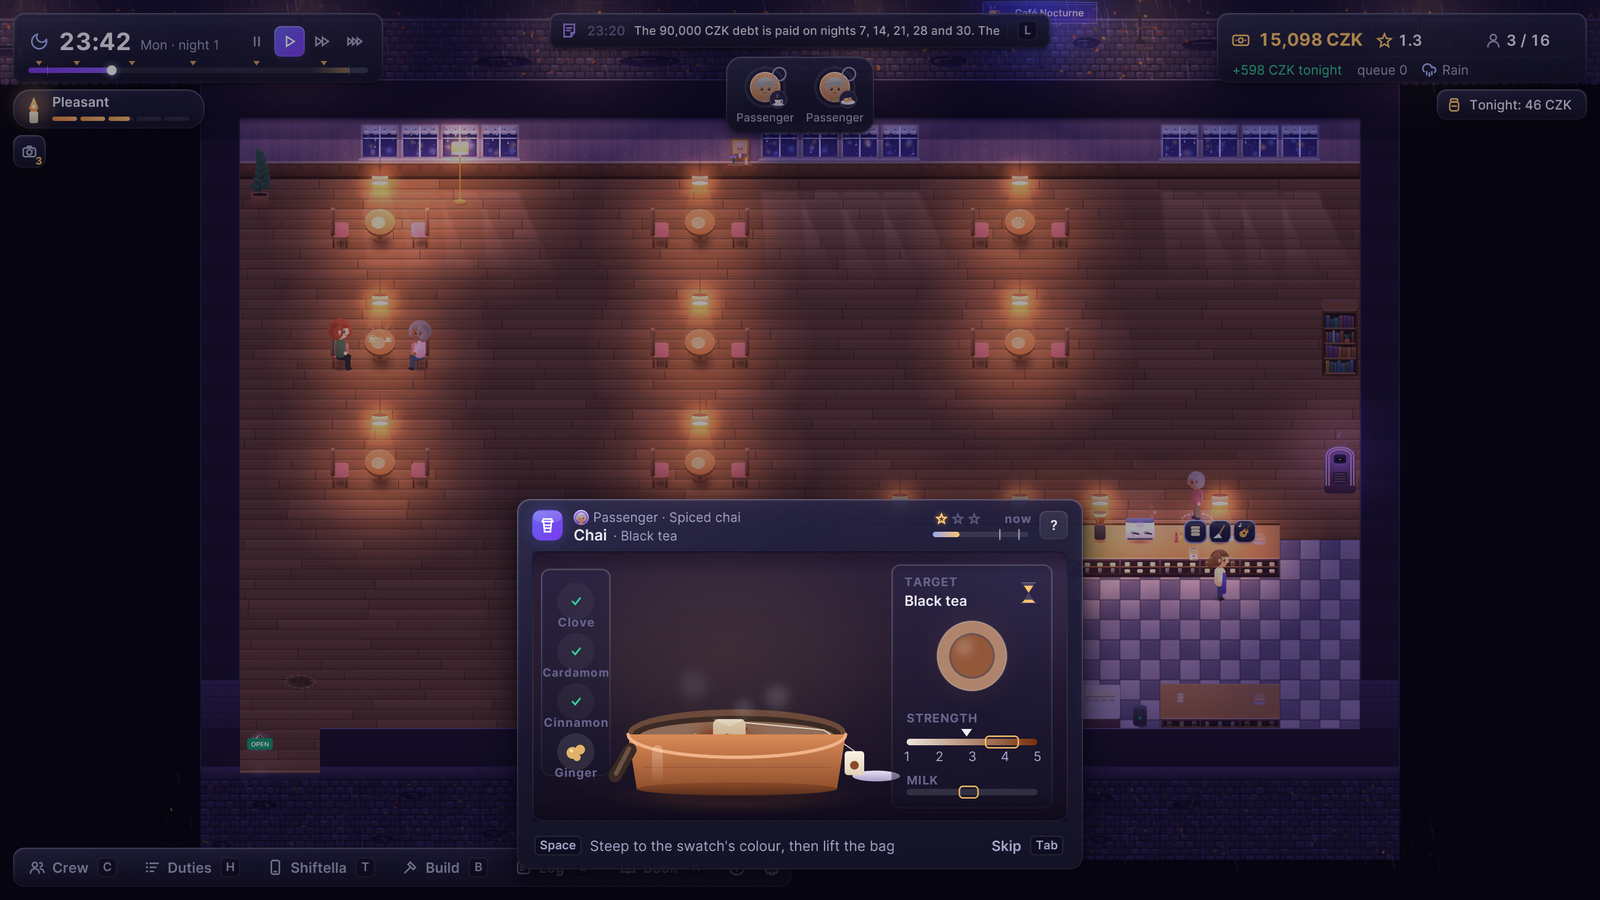 Café Nocturne
23:42 Mon · night 1
23:20 The 90,000 CZK debt is paid on nights 7, 14, 21, 28 and 30. The L
15,098 CZK 1.3 3 / 16
+598 CZK tonight queue 0 Rain
Pleasant
Tonight: 46 CZK
3
Passenger Passenger
Passenger · Spiced chai now ?
Chai · Black tea
Clove
Cardamom
Cinnamon
Ginger
TARGET
Black tea
STRENGTH
1 2 3 4 5
MILK
OPEN
Space Steep to the swatch's colour, then lift the bag Skip Tab
Crew C Duties H Shiftella T Build B